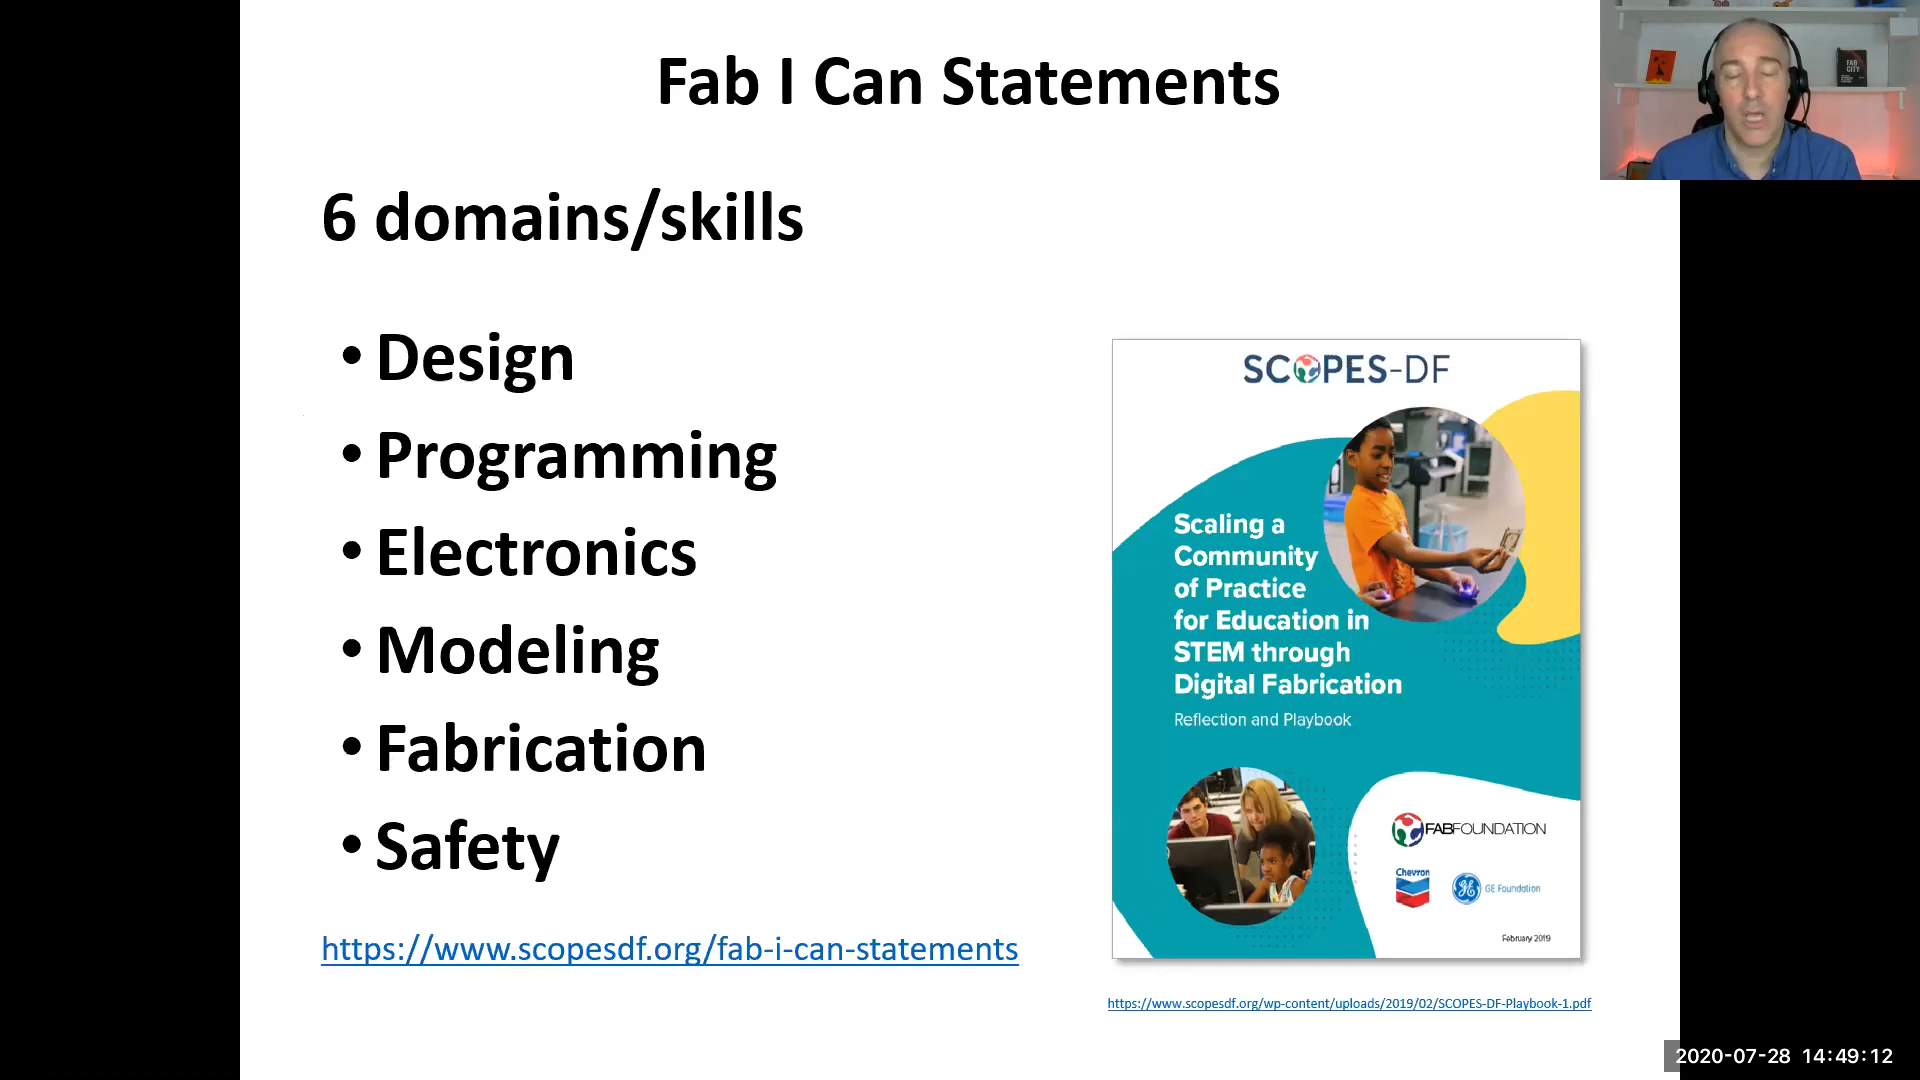 Fab I Can Statements
6 domains/skills
• Design
• Programming
• Electronics
• Modeling
• Fabrication
• Safety
https://www.scopesdf.org/fab-i-can-statements
SCOPES-DF
Scaling a
Community
of Practice
for Education in
STEM through
Digital Fabrication
Reflection and Playbook
FABFOUNDATION
Chevron
GE Foundation
February 2019
https://www.scopesdf.org/wp-content/uploads/2019/02/SCOPES-DF-Playbook-1.pdf
FAB
CITY
2020-07-28 14:49:12